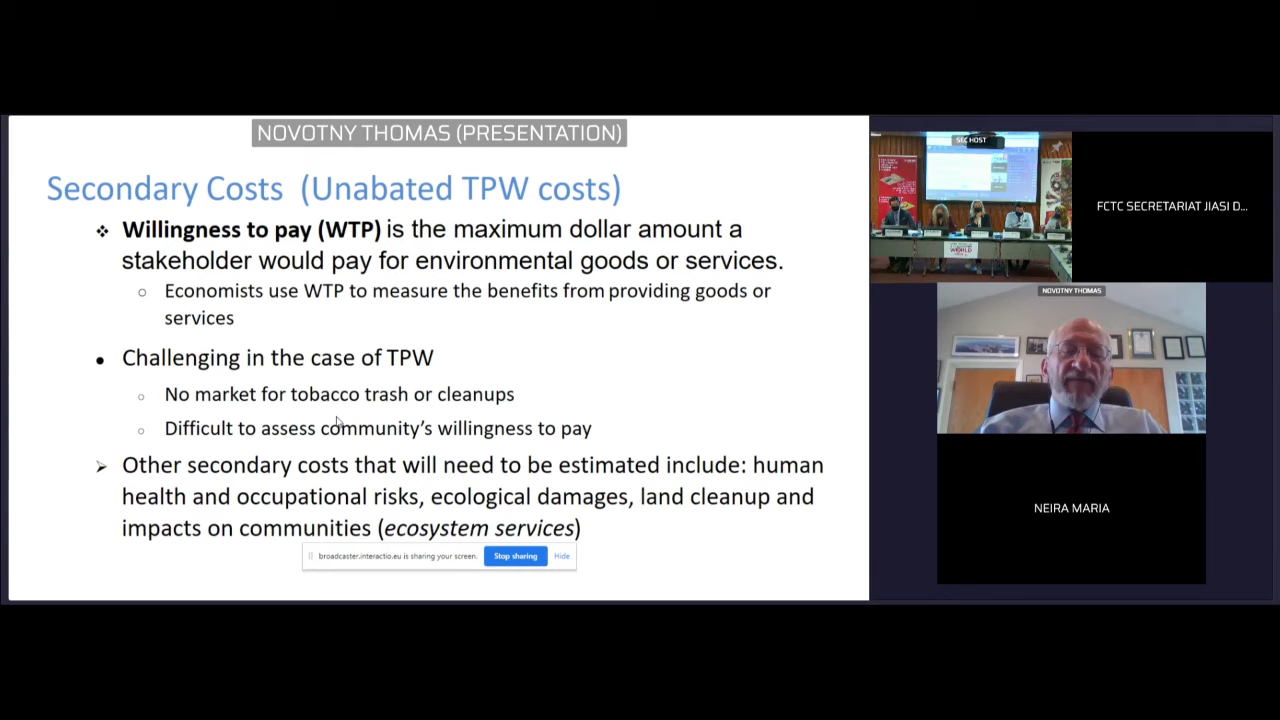 NOVOTNY THOMAS (PRESENTATION)
Secondary Costs (Unabated TPW costs)
Willingness to pay (WTP) is the maximum dollar amount a
stakeholder would pay for environmental goods or services.
Economists use WTP to measure the benefits from providing goods or
services
Challenging in the case of TPW
No market for tobacco trash or cleanups
Difficult to assess community's willingness to pay
Other secondary costs that will need to be estimated include: human
health and occupational risks, ecological damages, land cleanup and
impacts on communities (ecosystem services)
broadcaster.interactio.eu is sharing your screen. Stop sharing Hide
HOST
WORLD
FCTC SECRETARIAT JIASI D...
NOVOTNY THOMAS
NEIRA MARIA